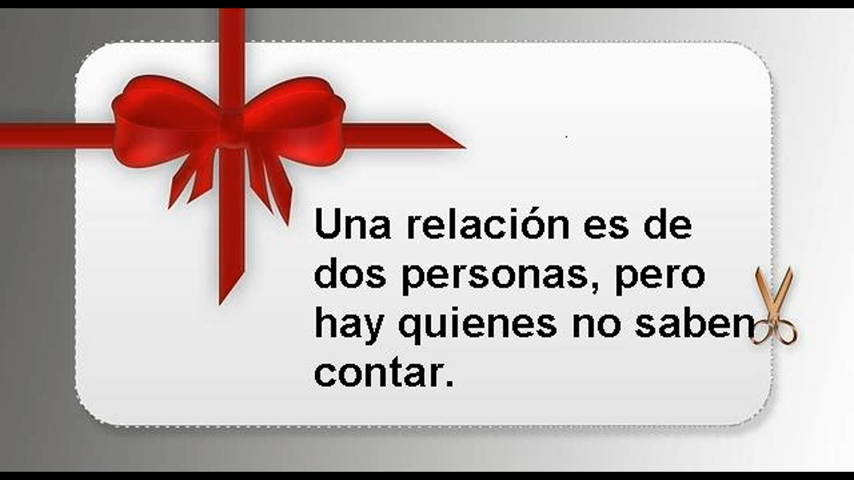 Una relación es de
dos personas, pero
hay quienes no saben
contar.